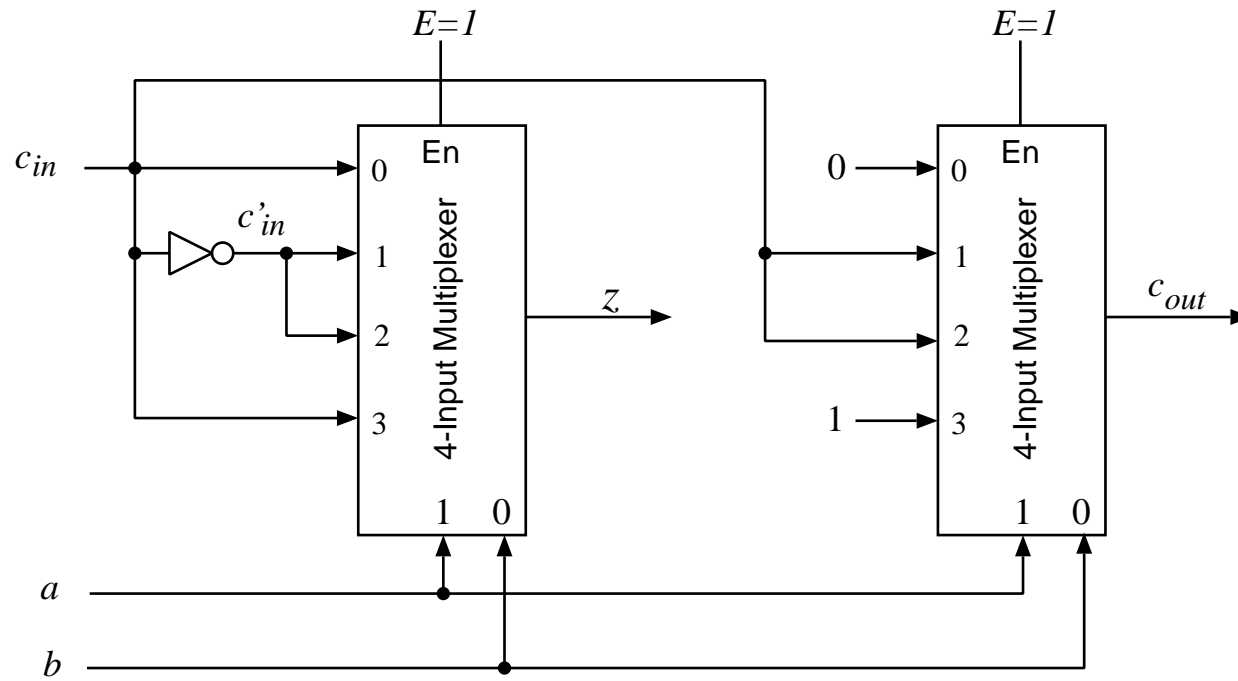 E=1 E=1
En En
c_in 0 0 0
c'_in
1 1
z c_out
2 2
3 1 3
4-Input Multiplexer 4-Input Multiplexer
1 0 1 0
a
b